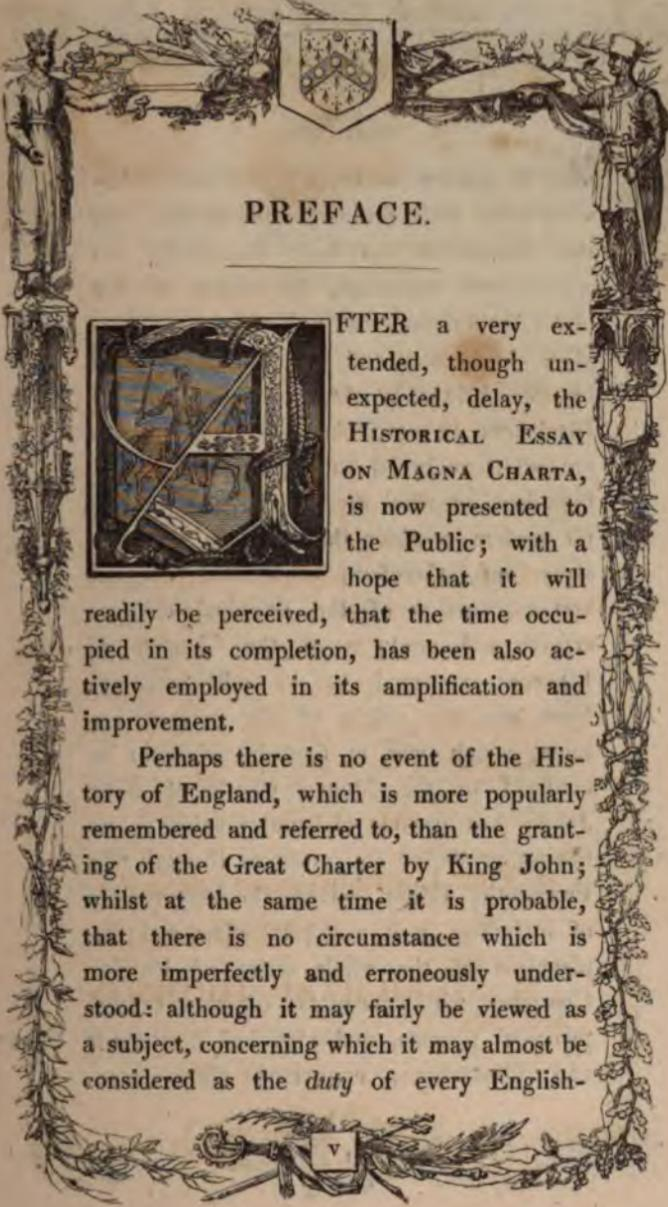 PREFACE.
AFTER a very ex-
tended, though un-
expected, delay, the
HISTORICAL ESSAY
ON MAGNA CHARTA,
is now presented to
the Public; with a
hope that it will
readily be perceived, that the time occu-
pied in its completion, has been also ac-
tively employed in its amplification and
improvement.
Perhaps there is no event of the His-
tory of England, which is more popularly
remembered and referred to, than the grant-
ing of the Great Charter by King John;
whilst at the same time it is probable,
that there is no circumstance which is
more imperfectly and erroneously under-
stood: although it may fairly be viewed as
a subject, concerning which it may almost be
considered as the duty of every English-
V